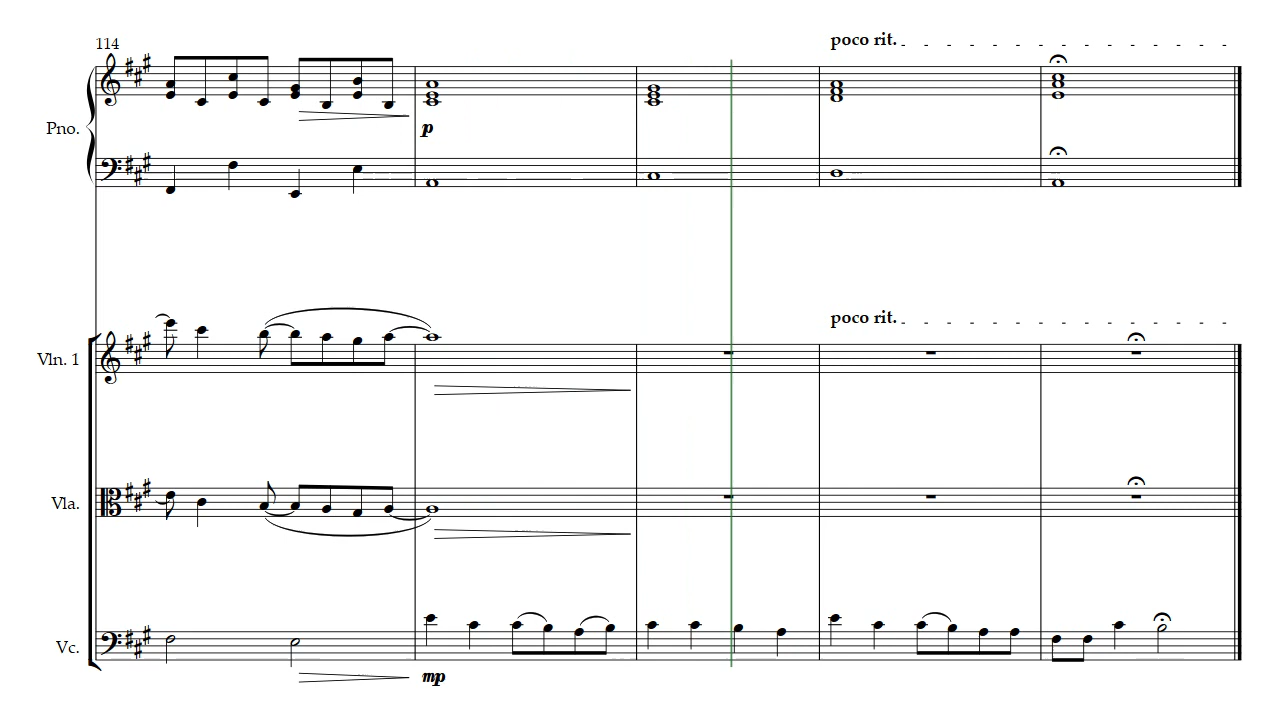 114
poco rit.
Pno.
p
poco rit.
Vln. 1
Vla.
Vc.
mp